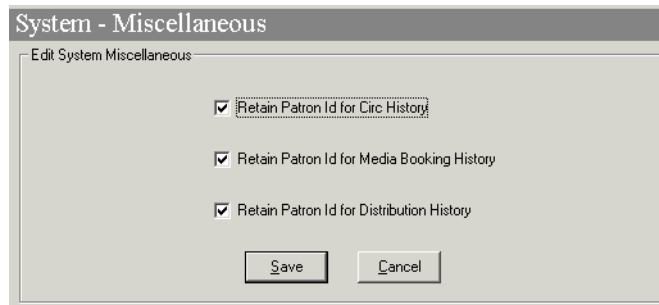 System - Miscellaneous
Edit System Miscellaneous
Retain Patron Id for Circ History
Retain Patron Id for Media Booking History
Retain Patron Id for Distribution History
Save Cancel